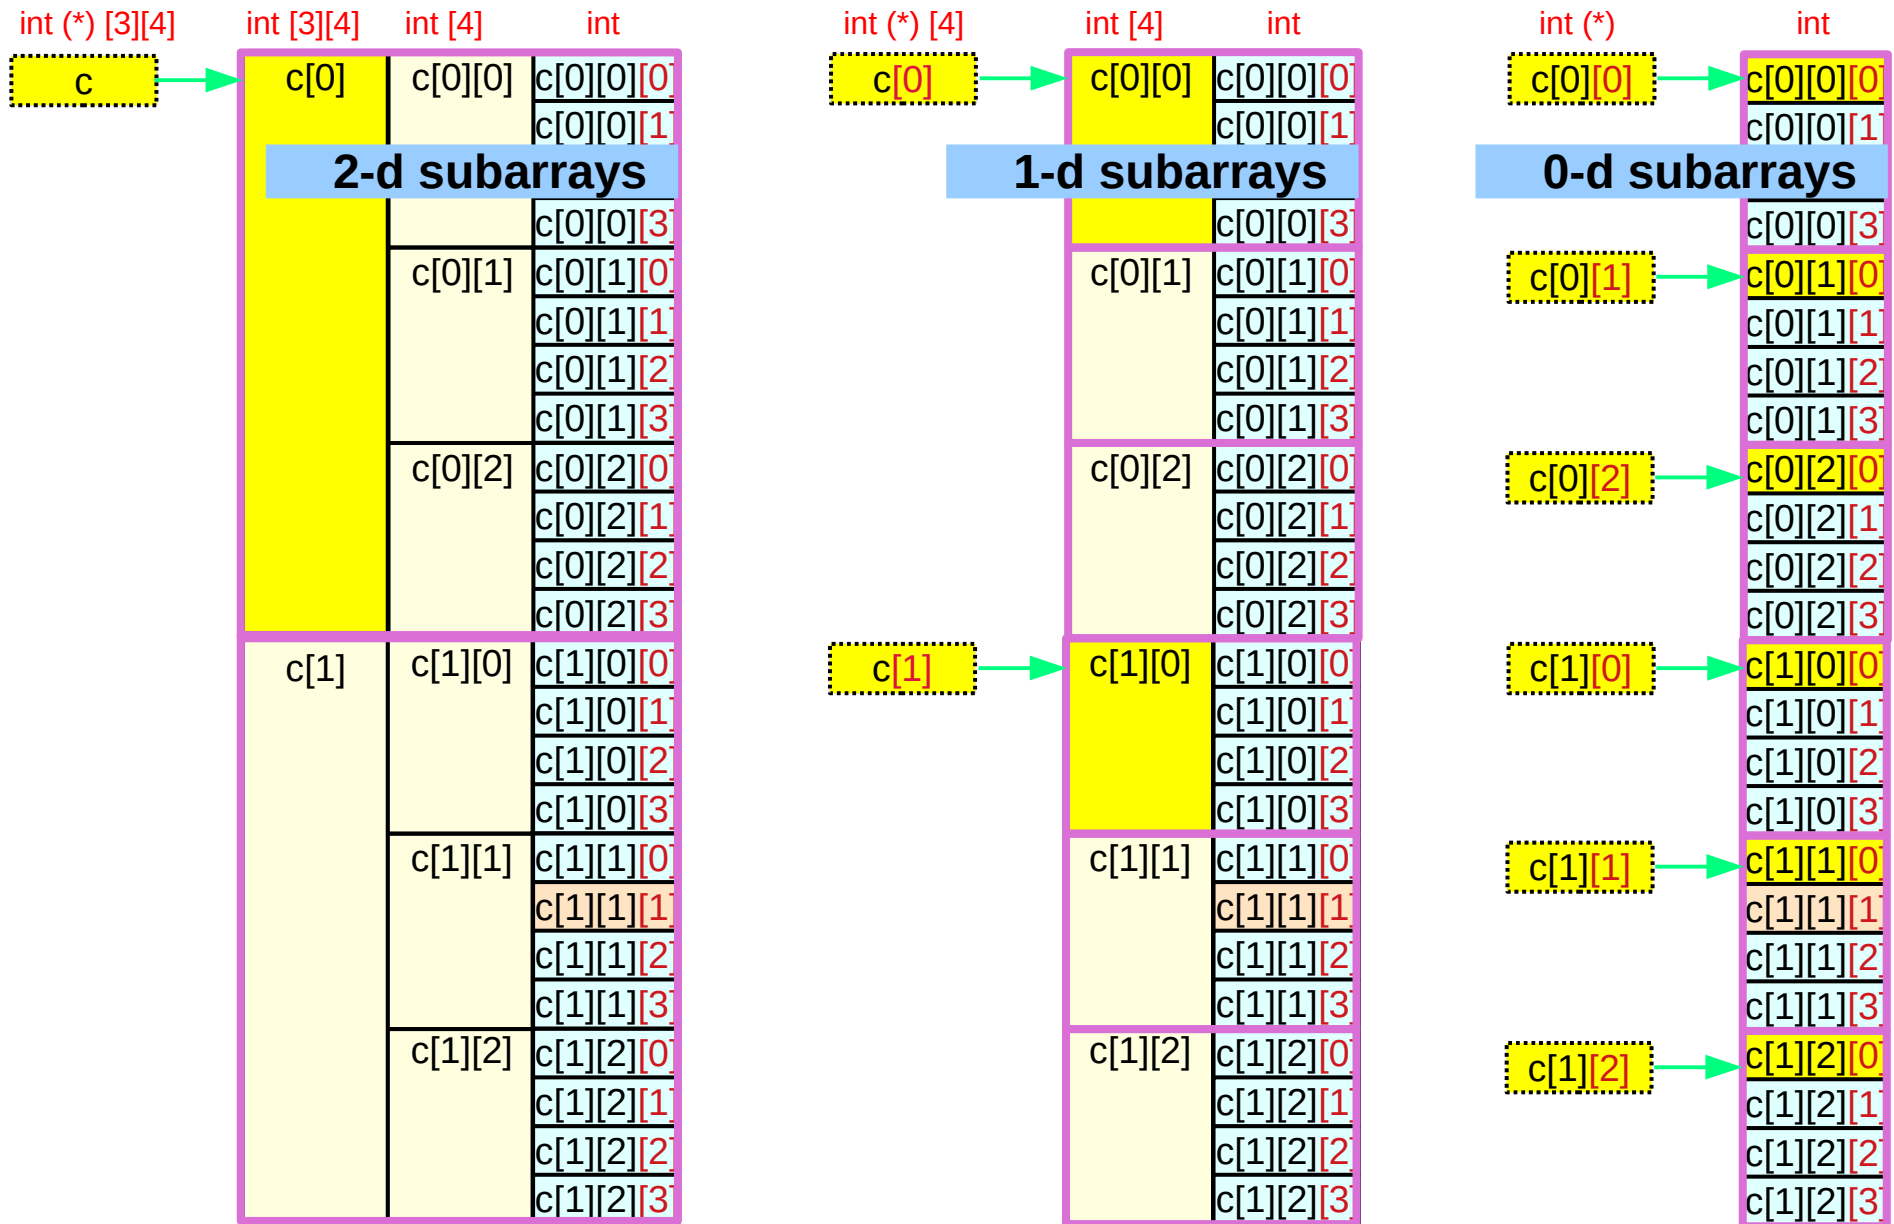 int (*) [3][4] int [3][4] int [4] int
c c[0] c[0][0] c[0][0][0]
c[0][0][1]
2-d subarrays
c[0][0][3]
c[0][1] c[0][1][0]
c[0][1][1]
c[0][1][2]
c[0][1][3]
c[0][2] c[0][2][0]
c[0][2][1]
c[0][2][2]
c[0][2][3]
c[1] c[1][0] c[1][0][0]
c[1][0][1]
c[1][0][2]
c[1][0][3]
c[1][1] c[1][1][0]
c[1][1][1]
c[1][1][2]
c[1][1][3]
c[1][2] c[1][2][0]
c[1][2][1]
c[1][2][2]
c[1][2][3]
int (*) [4] int [4] int
c[0] c[0][0] c[0][0][0]
c[0][0][1]
1-d subarrays
c[0][0][3]
c[0][1] c[0][1][0]
c[0][1][1]
c[0][1][2]
c[0][1][3]
c[0][2] c[0][2][0]
c[0][2][1]
c[0][2][2]
c[0][2][3]
c[1] c[1][0] c[1][0][0]
c[1][0][1]
c[1][0][2]
c[1][0][3]
c[1][1] c[1][1][0]
c[1][1][1]
c[1][1][2]
c[1][1][3]
c[1][2] c[1][2][0]
c[1][2][1]
c[1][2][2]
c[1][2][3]
int (*) int
c[0][0] c[0][0][0]
c[0][0][1]
0-d subarrays
c[0][0][3]
c[0][1] c[0][1][0]
c[0][1][1]
c[0][1][2]
c[0][1][3]
c[0][2] c[0][2][0]
c[0][2][1]
c[0][2][2]
c[0][2][3]
c[1][0] c[1][0][0]
c[1][0][1]
c[1][0][2]
c[1][0][3]
c[1][1] c[1][1][0]
c[1][1][1]
c[1][1][2]
c[1][1][3]
c[1][2] c[1][2][0]
c[1][2][1]
c[1][2][2]
c[1][2][3]